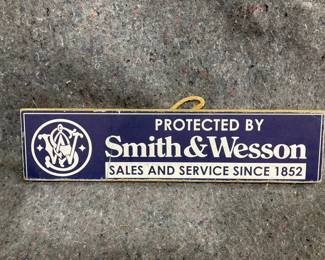 PROTECTED BY
Smith & Wesson
SALES AND SERVICE SINCE 1852